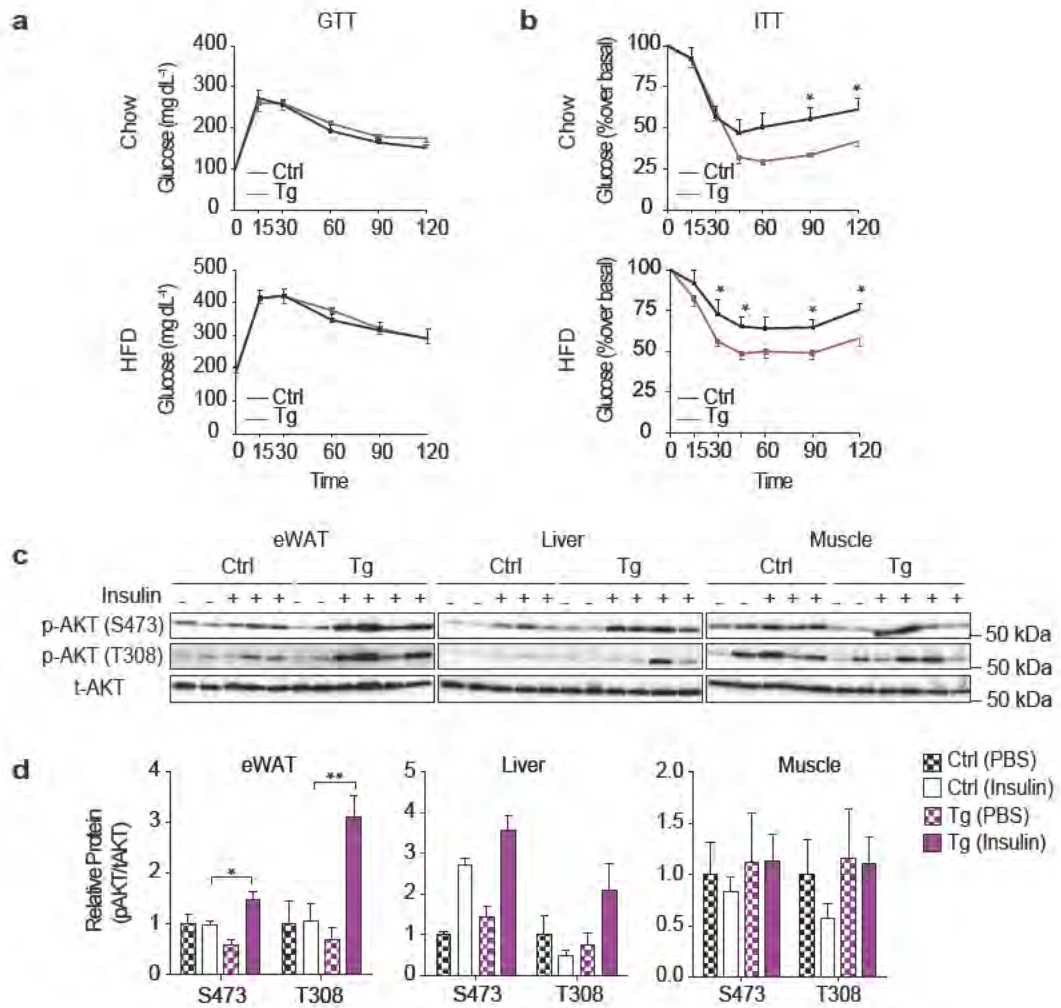 a
GTT
Chow
Glucose (mg dL⁻¹)
400
300
200
100
0
Ctrl
Tg
0 1530 60 90 120
HFD
Glucose (mg dL⁻¹)
500
400
300
200
100
0
Ctrl
Tg
0 1530 60 90 120
Time
b
ITT
Chow
Glucose (%over basal)
100
75
50
25
0
* *
Ctrl
Tg
0 1530 60 90 120
HFD
Glucose (%over basal)
100
75
50
25
0
* * * *
Ctrl
Tg
0 1530 60 90 120
Time
c
eWAT Liver Muscle
Ctrl Tg Ctrl Tg Ctrl Tg
Insulin - - + + + - - + + + + - - + + + - - + + + + - - + + + - - + + + +
p-AKT (S473) 50 kDa
p-AKT (T308) 50 kDa
t-AKT 50 kDa
d
eWAT
Relative Protein
(pAKT/tAKT)
4
3
2
1
0
*
**
S473 T308
Liver
5
4
3
2
1
0
S473 T308
Muscle
2.0
1.5
1.0
0.5
0.0
S473 T308
Ctrl (PBS)
Ctrl (Insulin)
Tg (PBS)
Tg (Insulin)